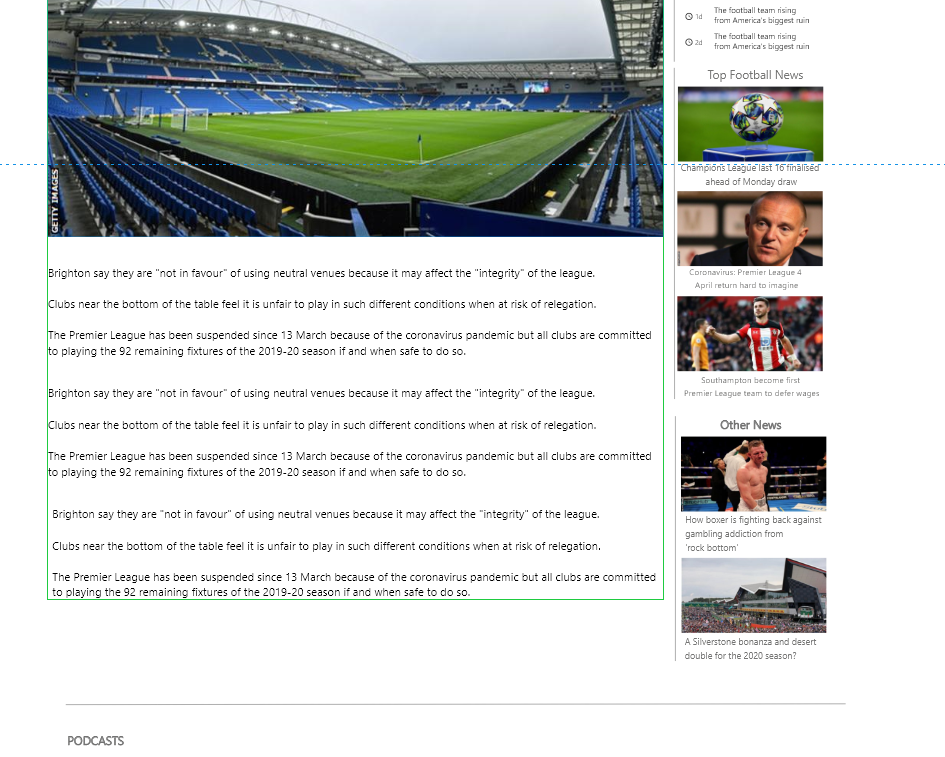 GETTY IMAGES
Brighton say they are "not in favour" of using neutral venues because it may affect the "integrity" of the league.
Clubs near the bottom of the table feel it is unfair to play in such different conditions when at risk of relegation.
The Premier League has been suspended since 13 March because of the coronavirus pandemic but all clubs are committed
to playing the 92 remaining fixtures of the 2019-20 season if and when safe to do so.
Brighton say they are "not in favour" of using neutral venues because it may affect the "integrity" of the league.
Clubs near the bottom of the table feel it is unfair to play in such different conditions when at risk of relegation.
The Premier League has been suspended since 13 March because of the coronavirus pandemic but all clubs are committed
to playing the 92 remaining fixtures of the 2019-20 season if and when safe to do so.
Brighton say they are "not in favour" of using neutral venues because it may affect the "integrity" of the league.
Clubs near the bottom of the table feel it is unfair to play in such different conditions when at risk of relegation.
The Premier League has been suspended since 13 March because of the coronavirus pandemic but all clubs are committed
to playing the 92 remaining fixtures of the 2019-20 season if and when safe to do so.
1d The football team rising
from America's biggest ruin
2d The football team rising
from America's biggest ruin
Top Football News
Champions League last 16 finalised
ahead of Monday draw
Coronavirus: Premier League 4
April return hard to imagine
Southampton become first
Premier League team to defer wages
Other News
How boxer is fighting back against
gambling addiction from
'rock bottom'
A Silverstone bonanza and desert
double for the 2020 season?
PODCASTS